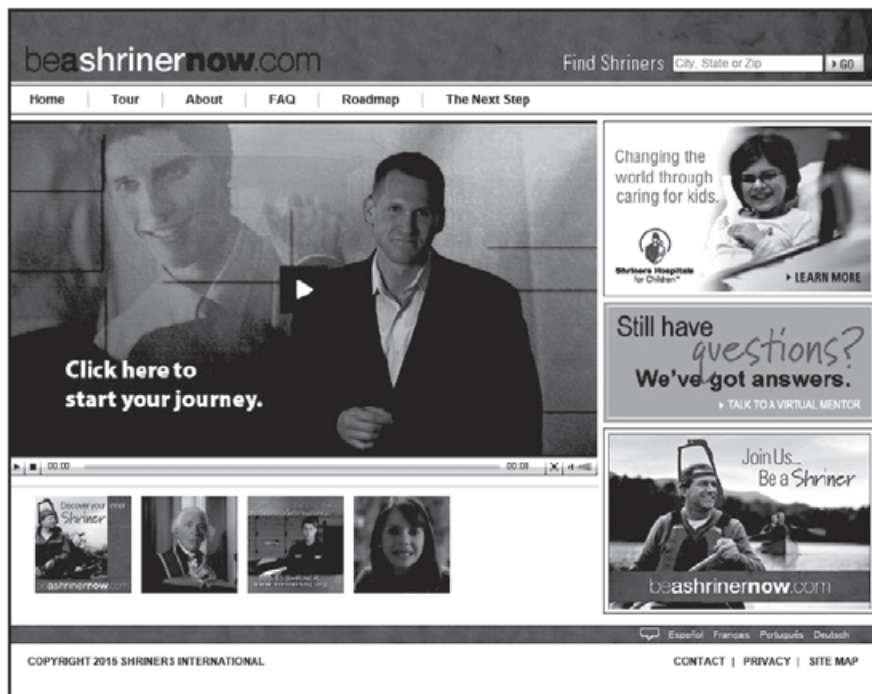 beashrinernow.com
Find Shriners City, State or Zip GO
Home Tour About FAQ Roadmap The Next Step
Changing the
world through
caring for kids.
Shriners Hospitals
for Children™
LEARN MORE
Click here to
start your journey.
Still have
questions?
We've got answers.
TALK TO A VIRTUAL MENTOR
00:00 00:08
Join Us...
Be a Shriner
beashrinernow.com
Discover your inner
Shriner
beashrinernow.com
Español Français Português Deutsch
COPYRIGHT 2015 SHRINERS INTERNATIONAL
CONTACT | PRIVACY | SITE MAP